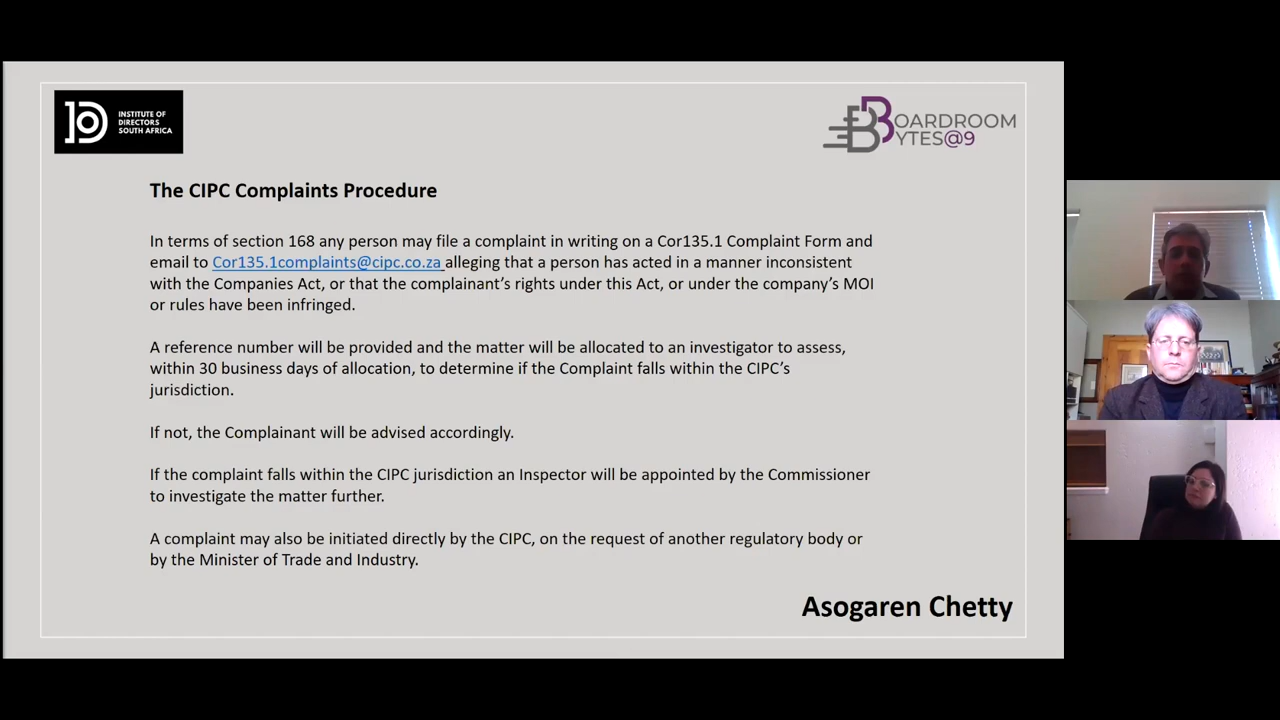 INSTITUTE OF
DIRECTORS
SOUTH AFRICA
BOARDROOM
BYTES@9
The CIPC Complaints Procedure
In terms of section 168 any person may file a complaint in writing on a Cor135.1 Complaint Form and
email to Cor135.1complaints@cipc.co.za alleging that a person has acted in a manner inconsistent
with the Companies Act, or that the complainant's rights under this Act, or under the company's MOI
or rules have been infringed.
A reference number will be provided and the matter will be allocated to an investigator to assess,
within 30 business days of allocation, to determine if the Complaint falls within the CIPC's
jurisdiction.
If not, the Complainant will be advised accordingly.
If the complaint falls within the CIPC jurisdiction an Inspector will be appointed by the Commissioner
to investigate the matter further.
A complaint may also be initiated directly by the CIPC, on the request of another regulatory body or
by the Minister of Trade and Industry.
Asogaren Chetty